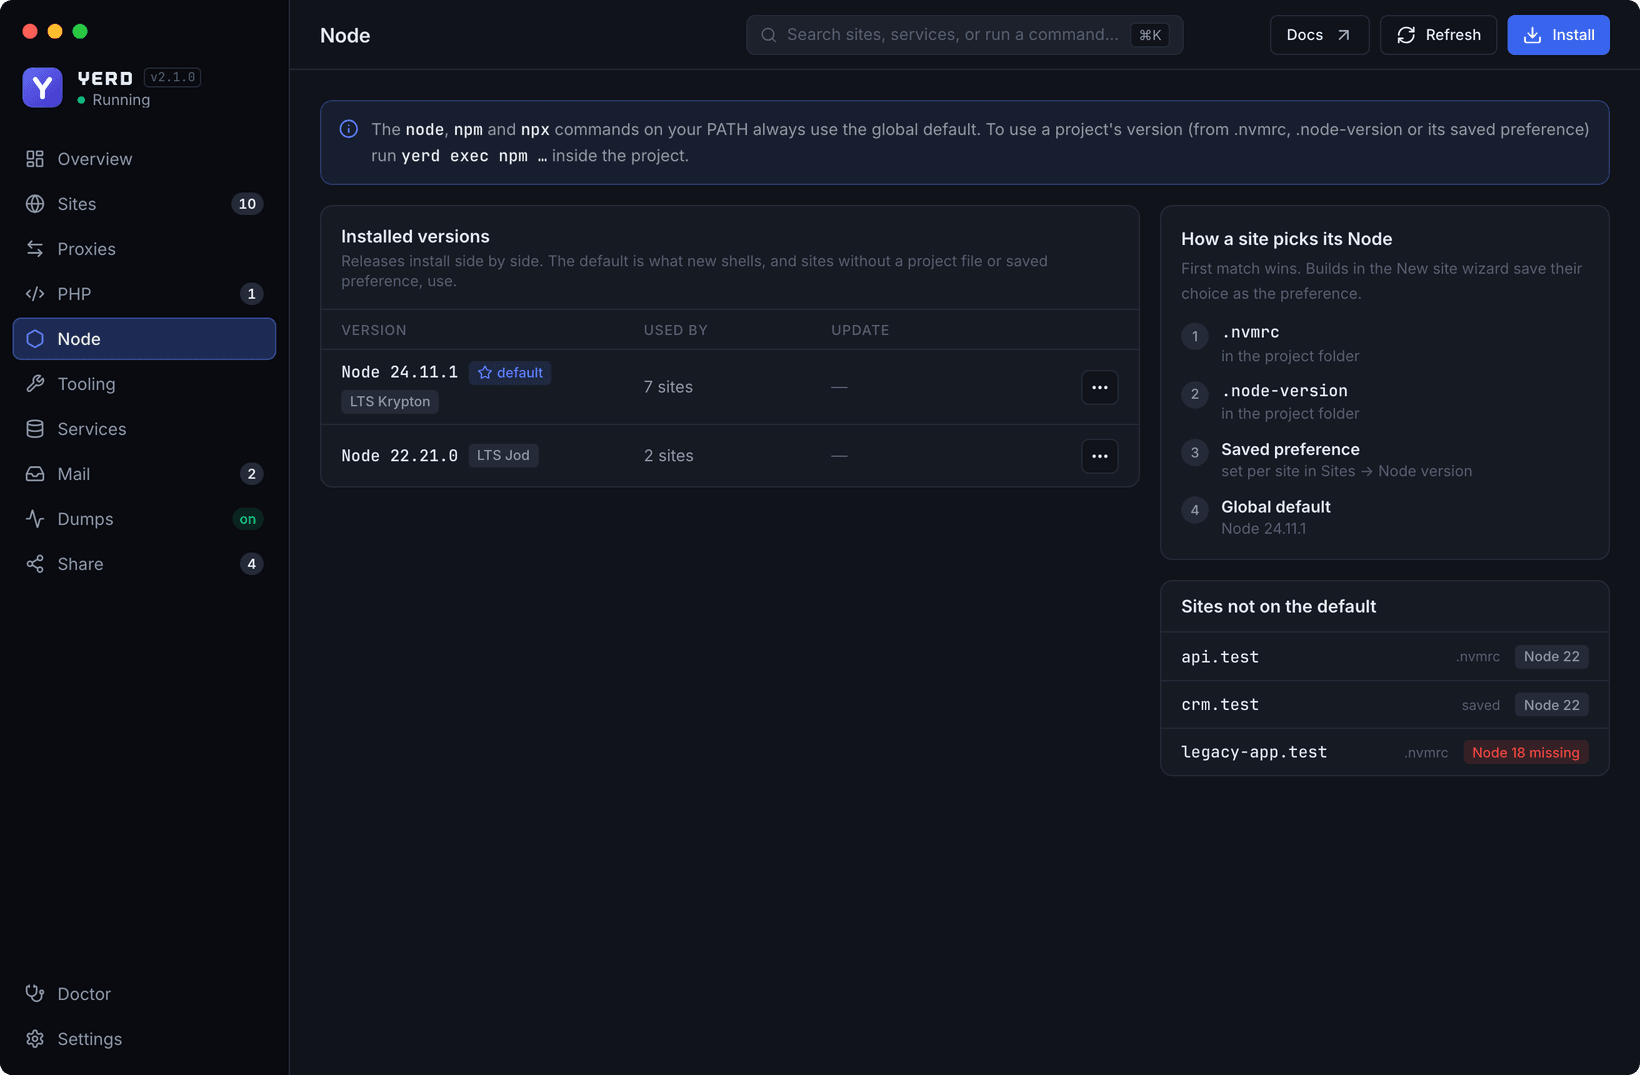 YERD v2.1.0
Running
Overview
Sites 10
Proxies
PHP 1
Node
Tooling
Services
Mail 2
Dumps on
Share 4
Doctor
Settings
Node
Search sites, services, or run a command... ⌘K
Docs
Refresh
Install
The node, npm and npx commands on your PATH always use the global default. To use a project's version (from .nvmrc, .node-version or its saved preference)
run yerd exec npm … inside the project.
Installed versions
Releases install side by side. The default is what new shells, and sites without a project file or saved
preference, use.
VERSION USED BY UPDATE
Node 24.11.1 default
LTS Krypton
7 sites —
Node 22.21.0 LTS Jod 2 sites —
How a site picks its Node
First match wins. Builds in the New site wizard save their
choice as the preference.
1 .nvmrc
in the project folder
2 .node-version
in the project folder
3 Saved preference
set per site in Sites → Node version
4 Global default
Node 24.11.1
Sites not on the default
api.test .nvmrc Node 22
crm.test saved Node 22
legacy-app.test .nvmrc Node 18 missing